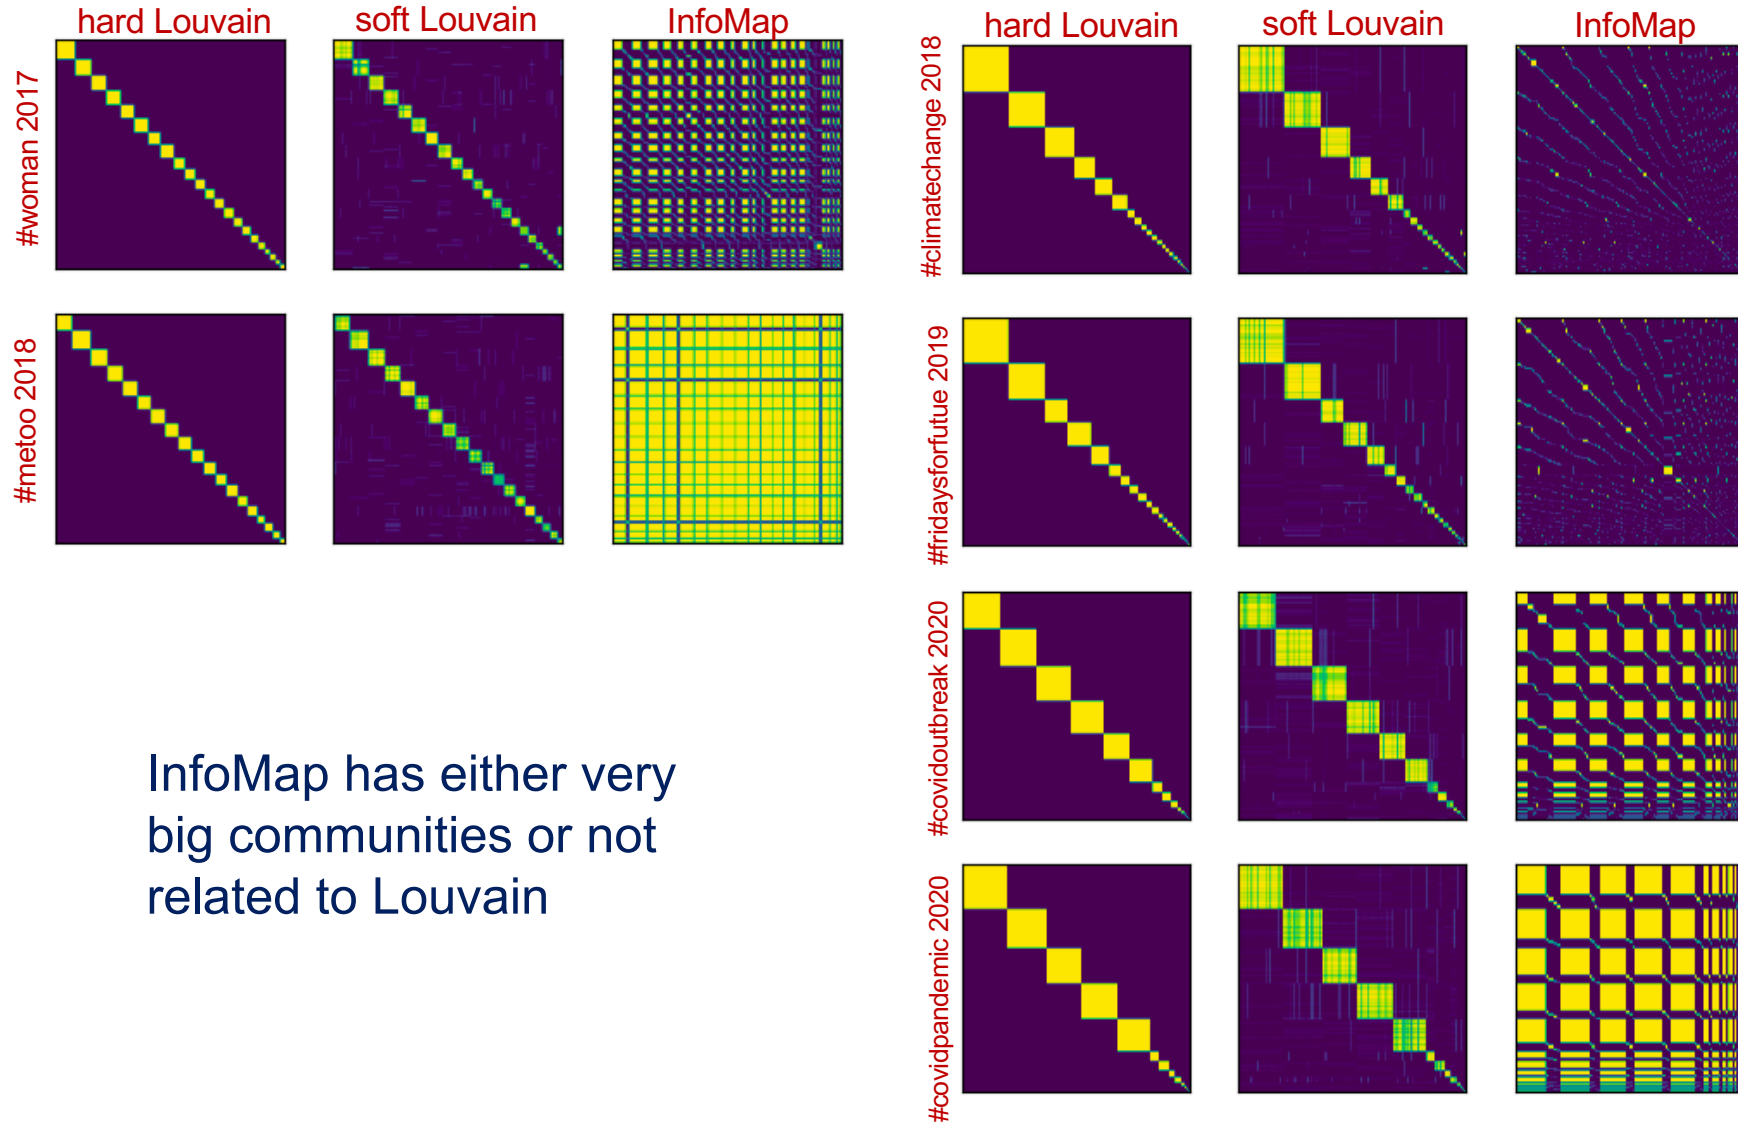 hard Louvain
soft Louvain
InfoMap
#woman 2017
#metoo 2018
InfoMap has either very
big communities or not
related to Louvain
hard Louvain
soft Louvain
InfoMap
#climatechange 2018
#fridaysforfutue 2019
#covidoutbreak 2020
#covidpandemic 2020